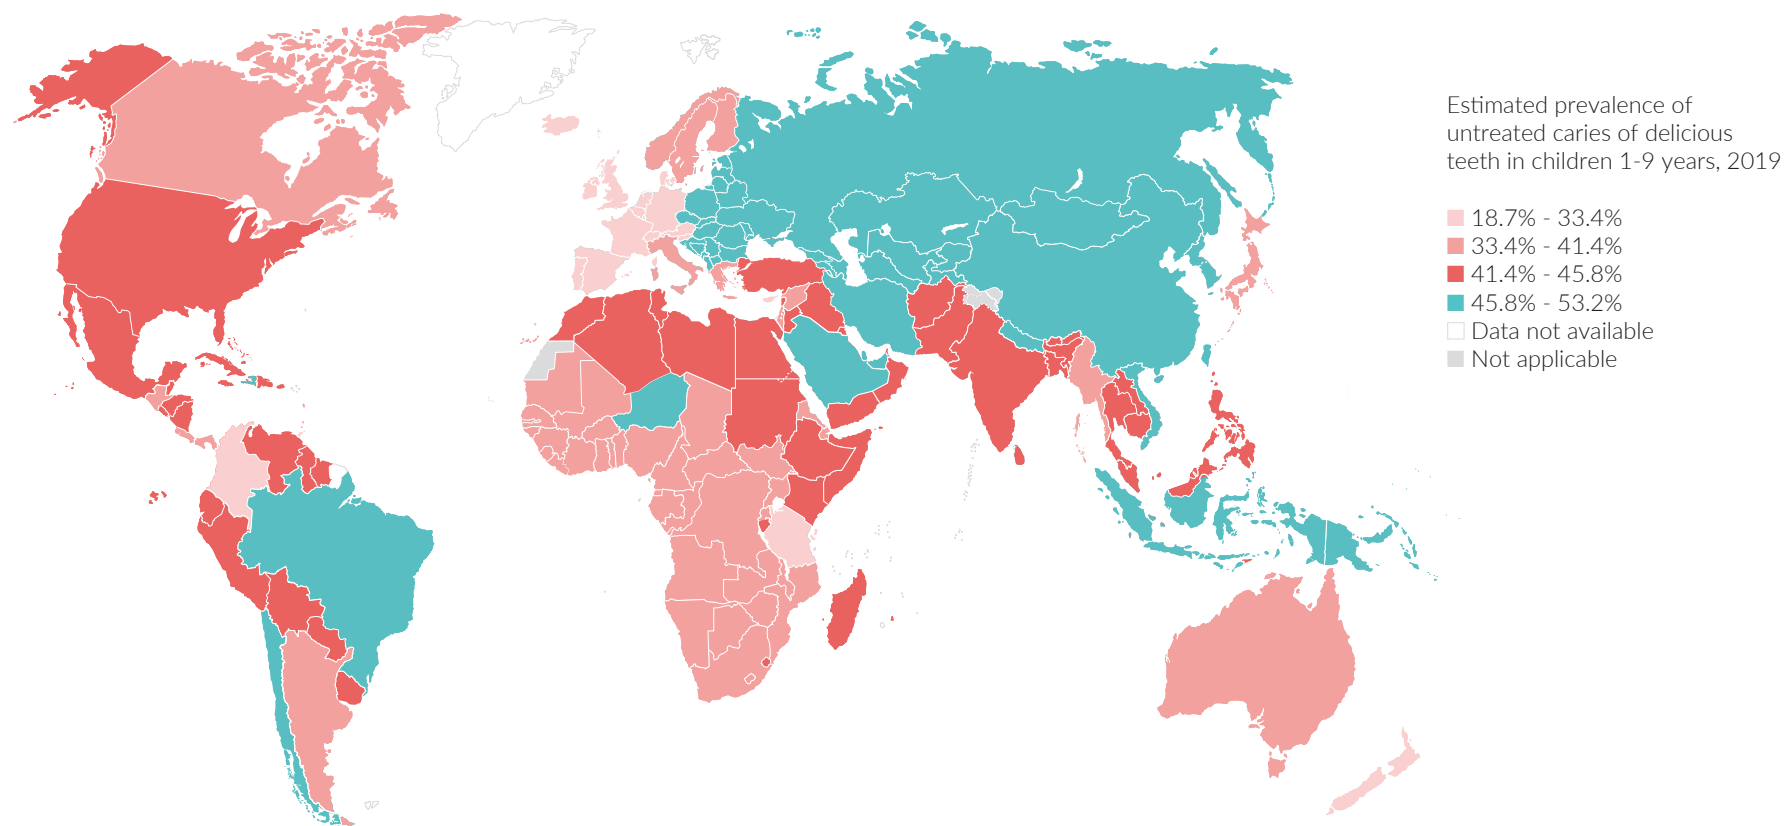 Estimated prevalence of
untreated caries of delicious
teeth in children 1-9 years, 2019
18.7% - 33.4%
33.4% - 41.4%
41.4% - 45.8%
45.8% - 53.2%
Data not available
Not applicable